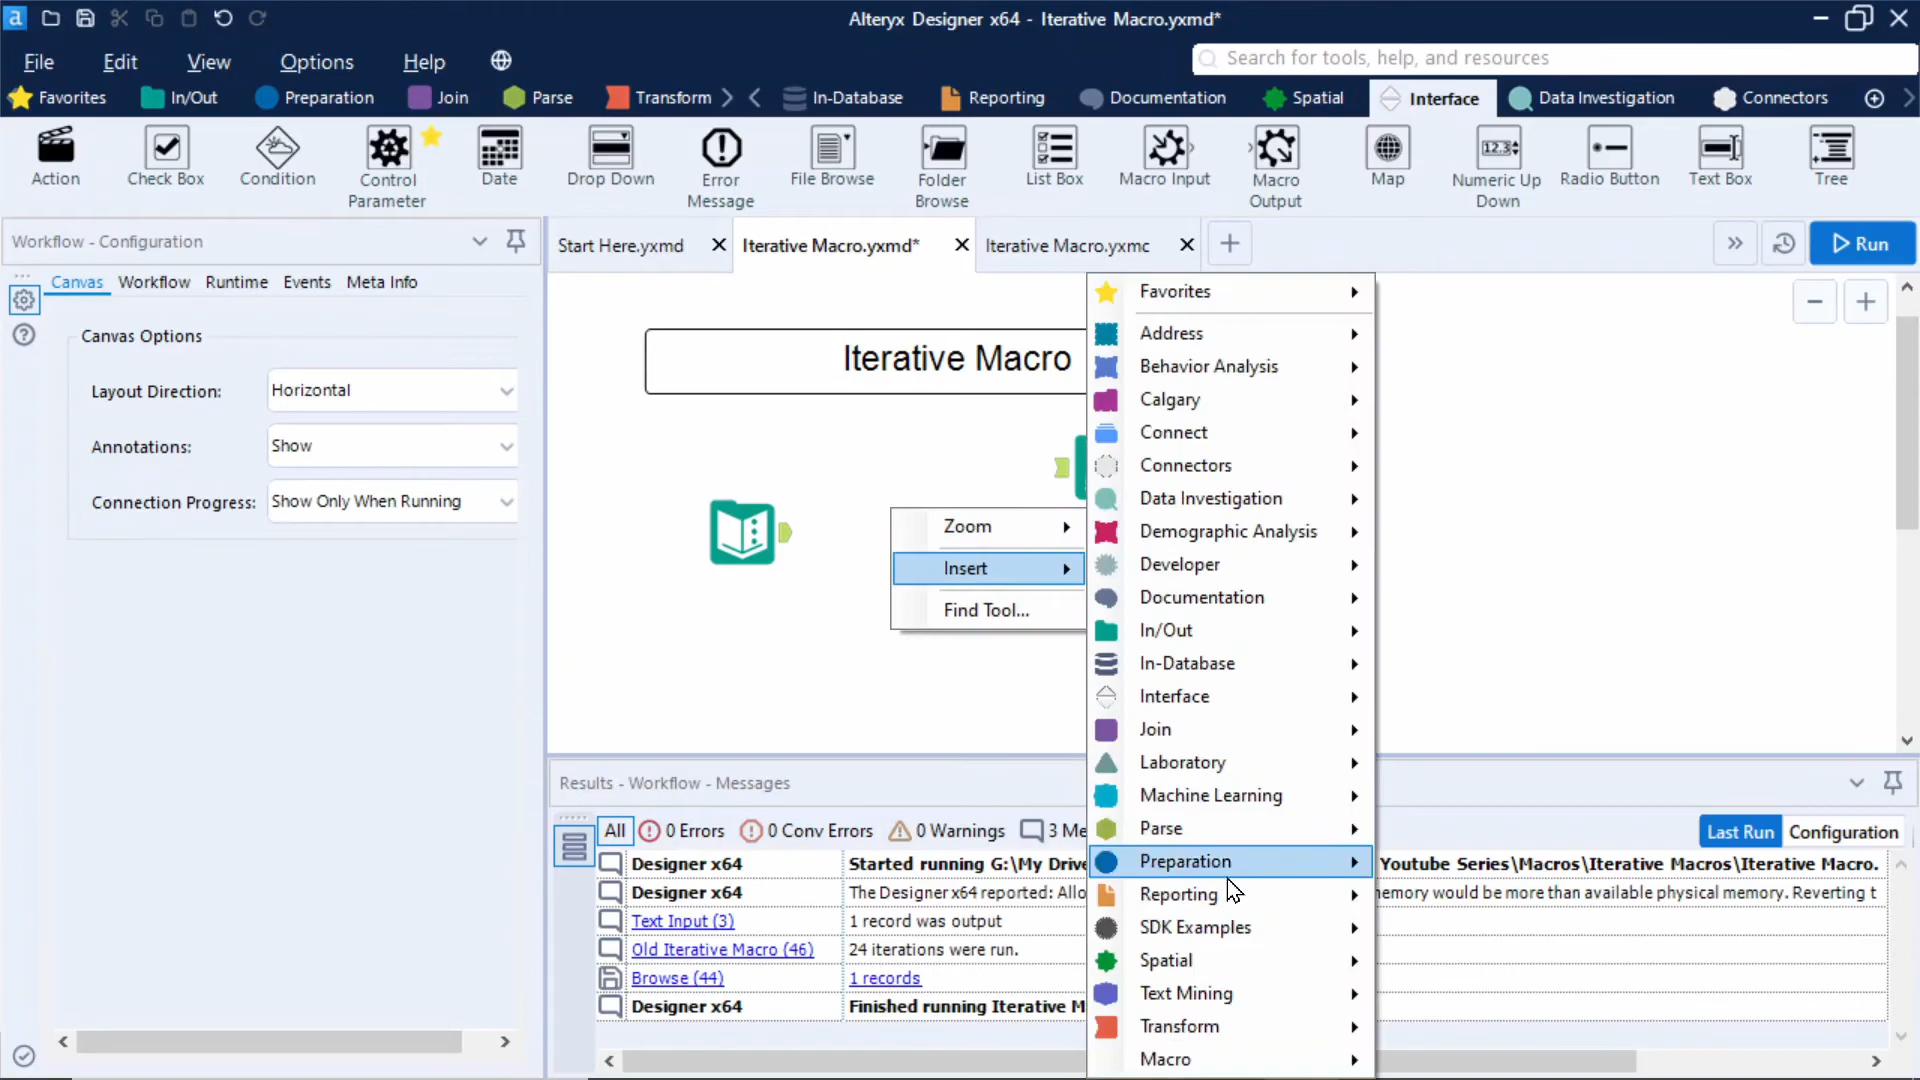 a
Alteryx Designer x64 - Iterative Macro.yxmd*
File Edit View Options Help
Search for tools, help, and resources
Favorites In/Out Preparation Join Parse Transform In-Database Reporting Documentation Spatial Interface Data Investigation Connectors
Action Check Box Condition Control Parameter Date Drop Down Error Message File Browse Folder Browse List Box Macro Input Macro Output Map Numeric Up Down Radio Button Text Box Tree
Workflow - Configuration
Start Here.yxmd Iterative Macro.yxmd* Iterative Macro.yxmc
Run
Canvas Workflow Runtime Events Meta Info
Canvas Options
Layout Direction: Horizontal
Annotations: Show
Connection Progress: Show Only When Running
Iterative Macro
Zoom
Insert
Find Tool...
Favorites
Address
Behavior Analysis
Calgary
Connect
Connectors
Data Investigation
Demographic Analysis
Developer
Documentation
In/Out
In-Database
Interface
Join
Laboratory
Machine Learning
Parse
Preparation
Reporting
SDK Examples
Spatial
Text Mining
Transform
Macro
Results - Workflow - Messages
All 0 Errors 0 Conv Errors 0 Warnings 3 Me
Last Run Configuration
Designer x64 Started running G:\My Drive Youtube Series\Macros\Iterative Macros\Iterative Macro.
Designer x64 The Designer x64 reported: Allo memory would be more than available physical memory. Reverting t
Text Input (3) 1 record was output
Old Iterative Macro (46) 24 iterations were run.
Browse (44) 1 records
Designer x64 Finished running Iterative M